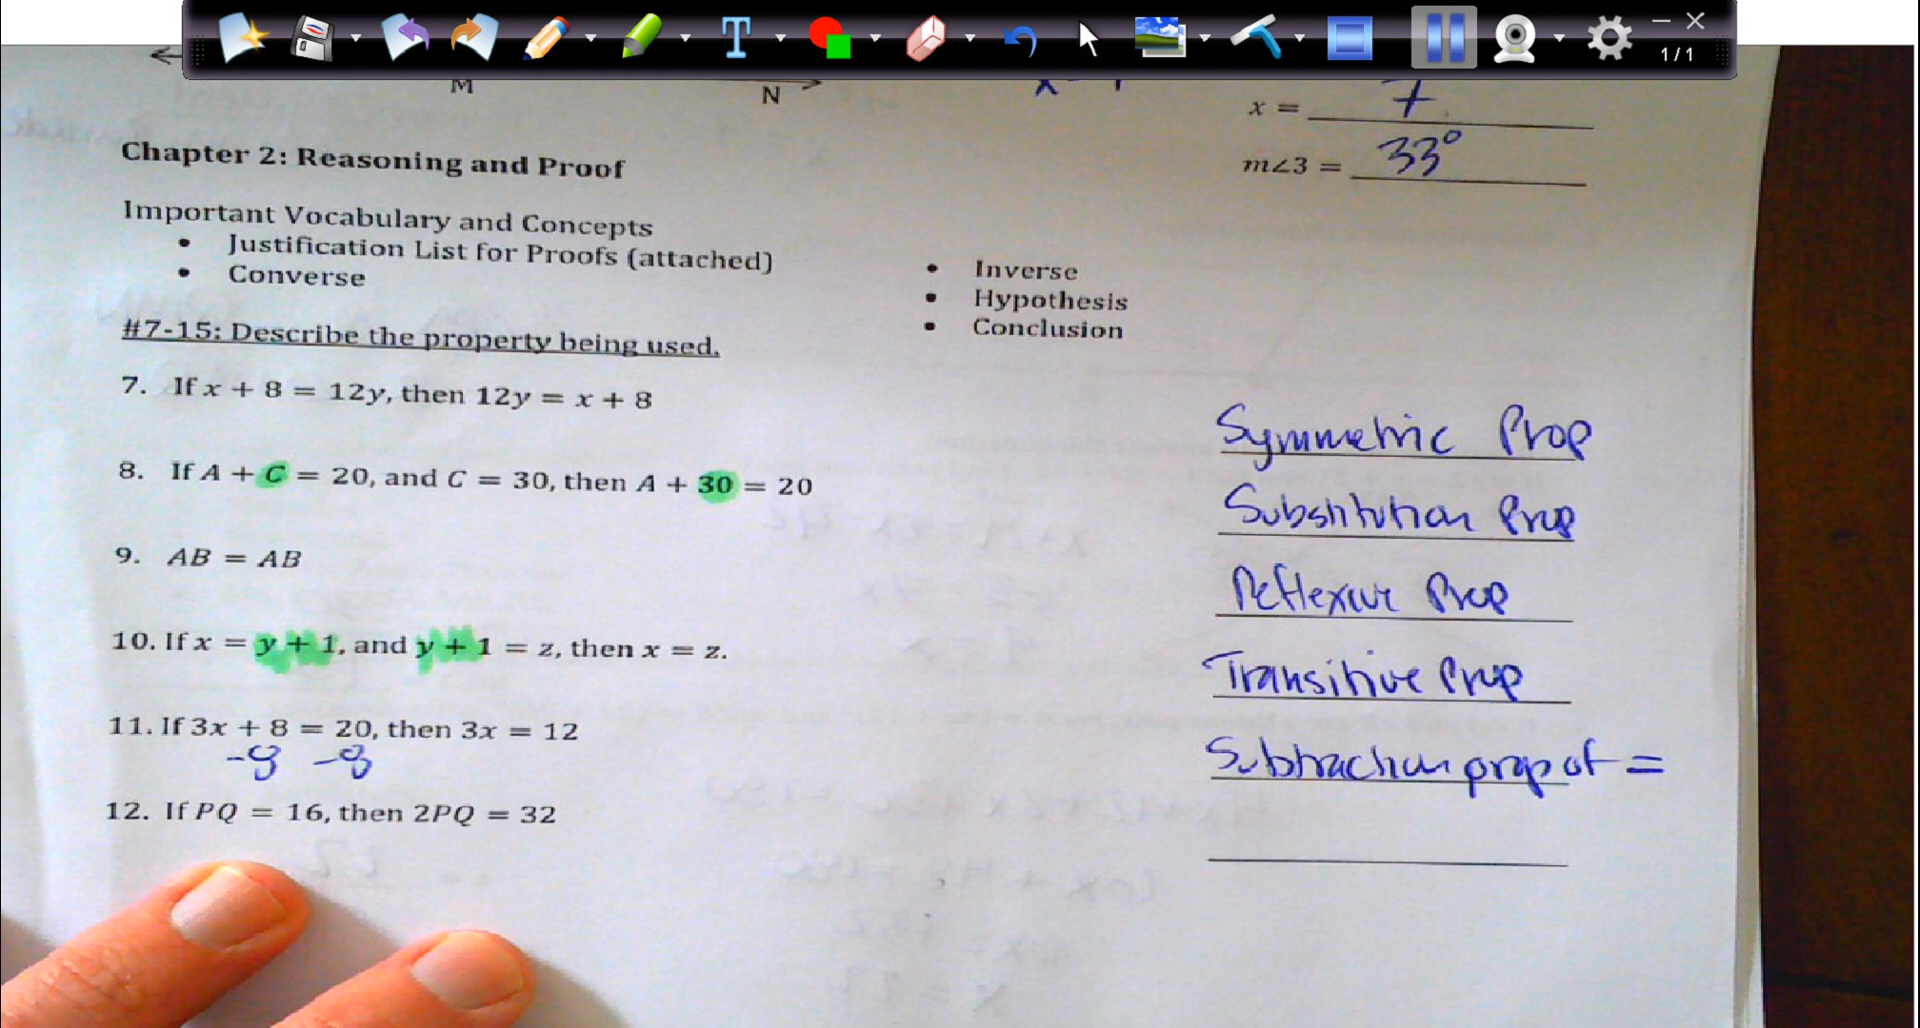 1/1
M
N
x = 7
m∠3 = 33°
Chapter 2: Reasoning and Proof
Important Vocabulary and Concepts
• Justification List for Proofs (attached)
• Converse
• Inverse
• Hypothesis
• Conclusion
#7-15: Describe the property being used.
7. If x + 8 = 12y, then 12y = x + 8
Symmetric Prop
8. If A + C = 20, and C = 30, then A + 30 = 20
Substitution Prop
9. AB = AB
Reflexive Prop
10. If x = y + 1, and y + 1 = z, then x = z.
Transitive Prop
11. If 3x + 8 = 20, then 3x = 12
-8 -8
Subtraction prop of =
12. If PQ = 16, then 2PQ = 32